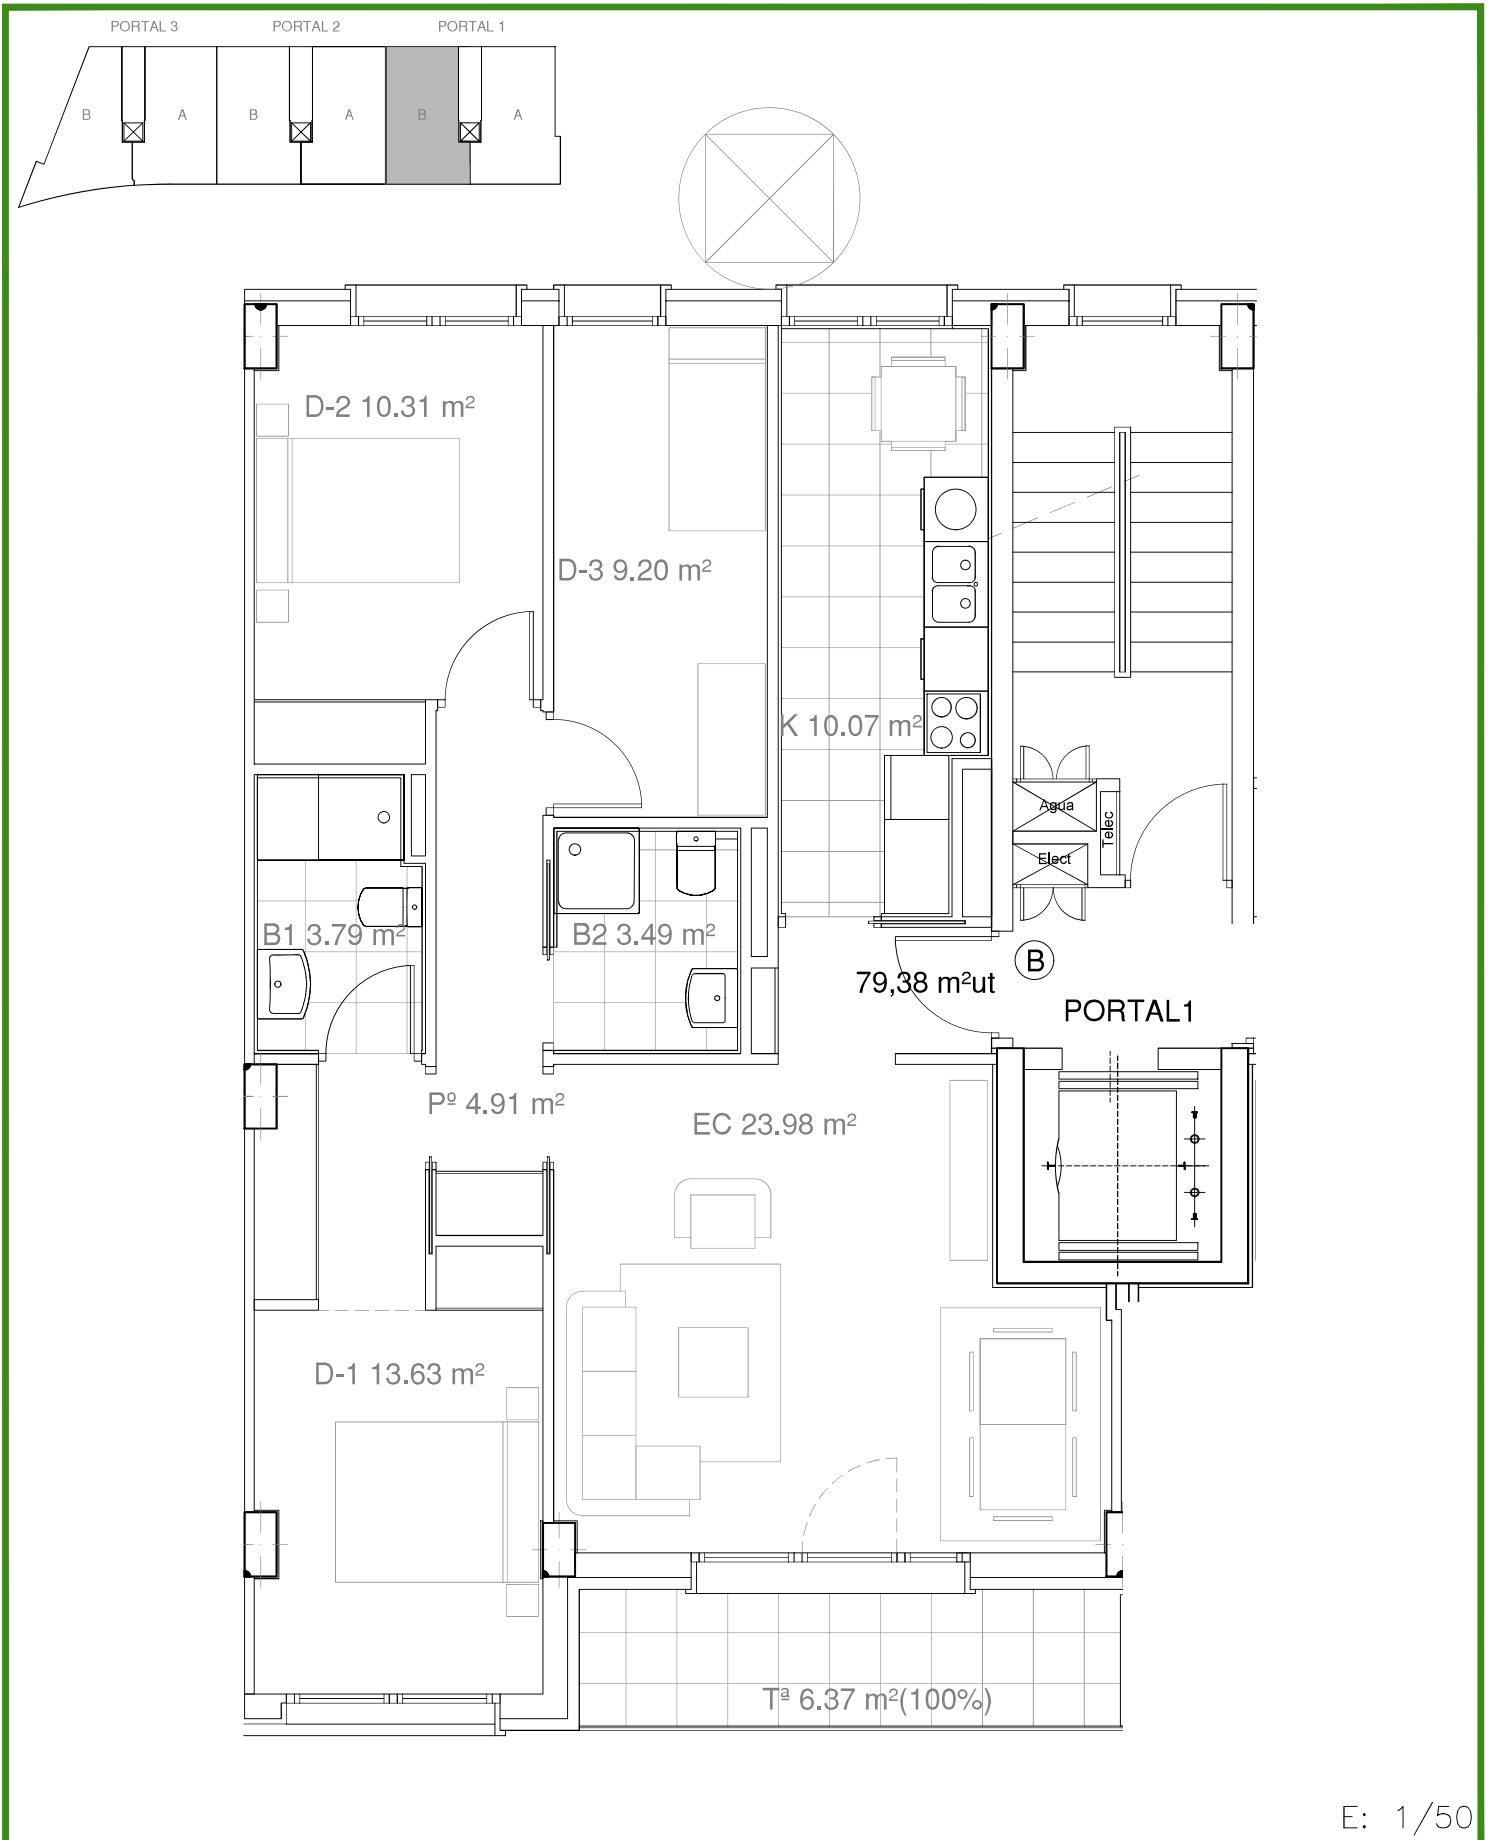 PORTAL 3 PORTAL 2 PORTAL 1
B A B A B A
D-2 10.31 m²
D-3 9.20 m²
K 10.07 m²
Agua
Telec
Elect
B1 3.79 m²
B2 3.49 m²
B
79,38 m²ut
PORTAL1
Pº 4.91 m²
EC 23.98 m²
D-1 13.63 m²
Tª 6.37 m²(100%)
E: 1/50